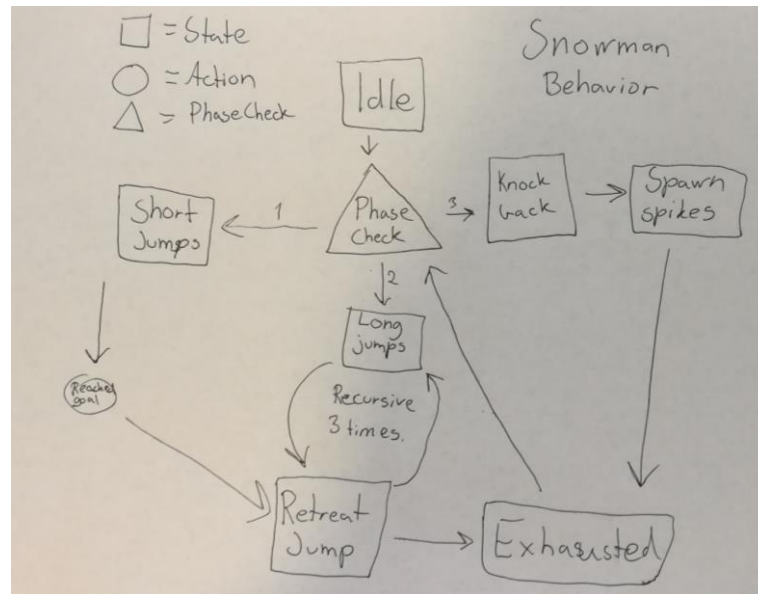 = State
= Action
= PhaseCheck
Snowman
Behavior
Idle
Phase
Check
1
2
3
Short
Jumps
Knock
back
Spawn
spikes
Long
jumps
Reached
goal
Recursive
3 times.
Retreat
Jump
Exhausted